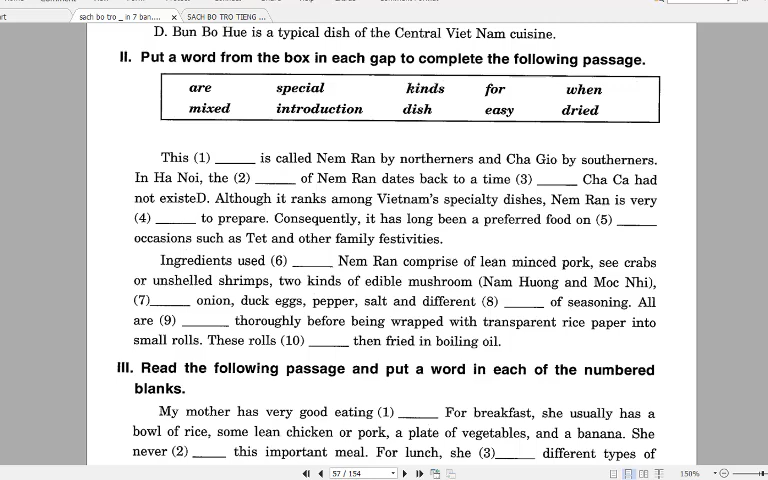 sach bo tro _ in 7 ban.... x SACH BO TRO TIENG ...
D. Bun Bo Hue is a typical dish of the Central Viet Nam cuisine.
II. Put a word from the box in each gap to complete the following passage.
are special kinds for when
mixed introduction dish easy dried
This (1) _____ is called Nem Ran by northerners and Cha Gio by southerners.
In Ha Noi, the (2) _____ of Nem Ran dates back to a time (3) _____ Cha Ca had
not existeD. Although it ranks among Vietnam's specialty dishes, Nem Ran is very
(4) _____ to prepare. Consequently, it has long been a preferred food on (5) _____
occasions such as Tet and other family festivities.
Ingredients used (6) _____ Nem Ran comprise of lean minced pork, see crabs
or unshelled shrimps, two kinds of edible mushroom (Nam Huong and Moc Nhi),
(7)_____ onion, duck eggs, pepper, salt and different (8) _____ of seasoning. All
are (9) ______ thoroughly before being wrapped with transparent rice paper into
small rolls. These rolls (10) _____ then fried in boiling oil.
III. Read the following passage and put a word in each of the numbered
blanks.
My mother has very good eating (1) _____ For breakfast, she usually has a
bowl of rice, some lean chicken or pork, a plate of vegetables, and a banana. She
never (2) ____ this important meal. For lunch, she (3)_____ different types of
57 / 154
150%